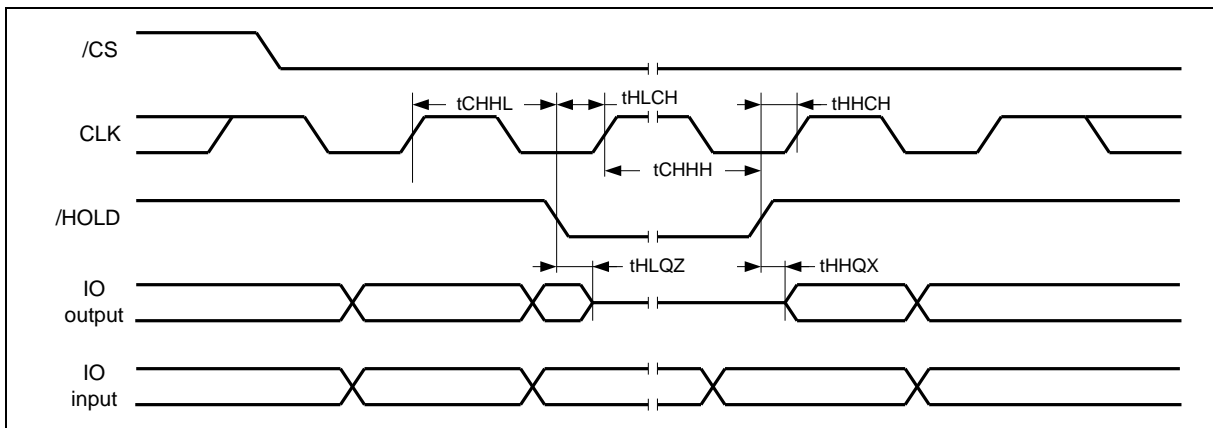 /CS
tCHHL
tHLCH
tHHCH
CLK
tCHHH
/HOLD
tHLQZ
tHHQX
IO
output
IO
input